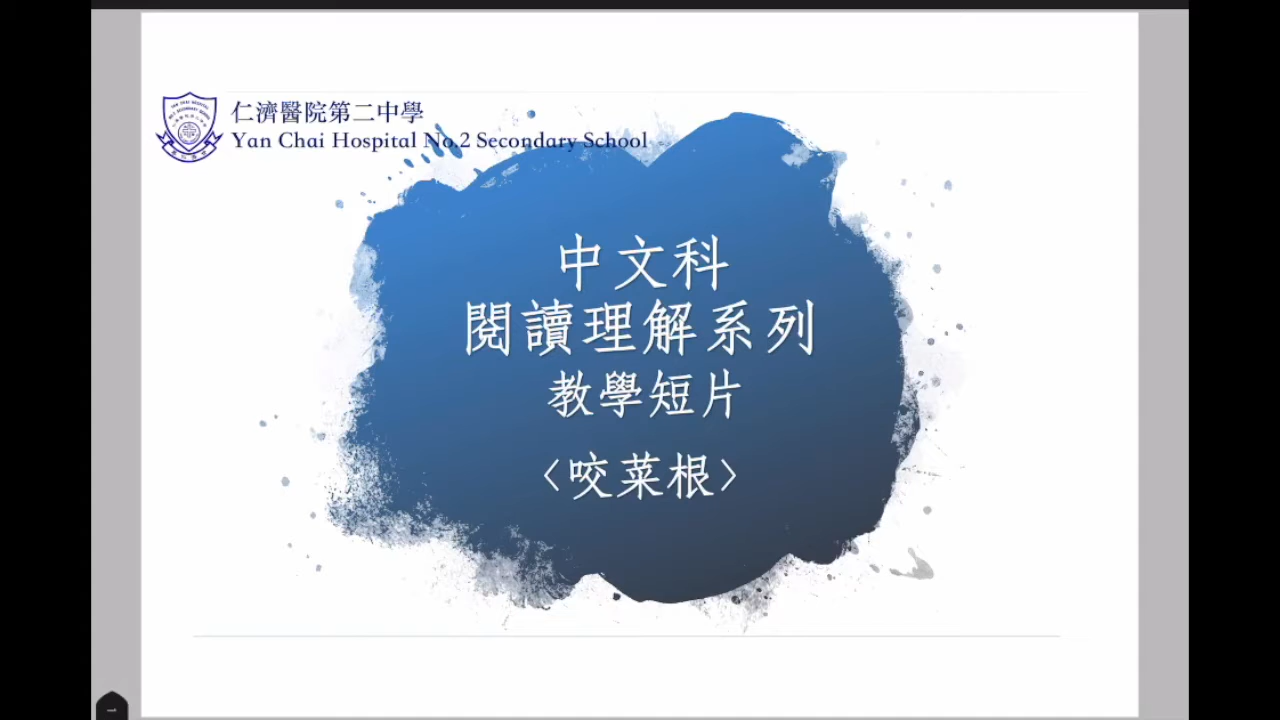 仁濟醫院第二中學
Yan Chai Hospital No.2 Secondary School
中文科
閱讀理解系列
教學短片
〈咬菜根〉